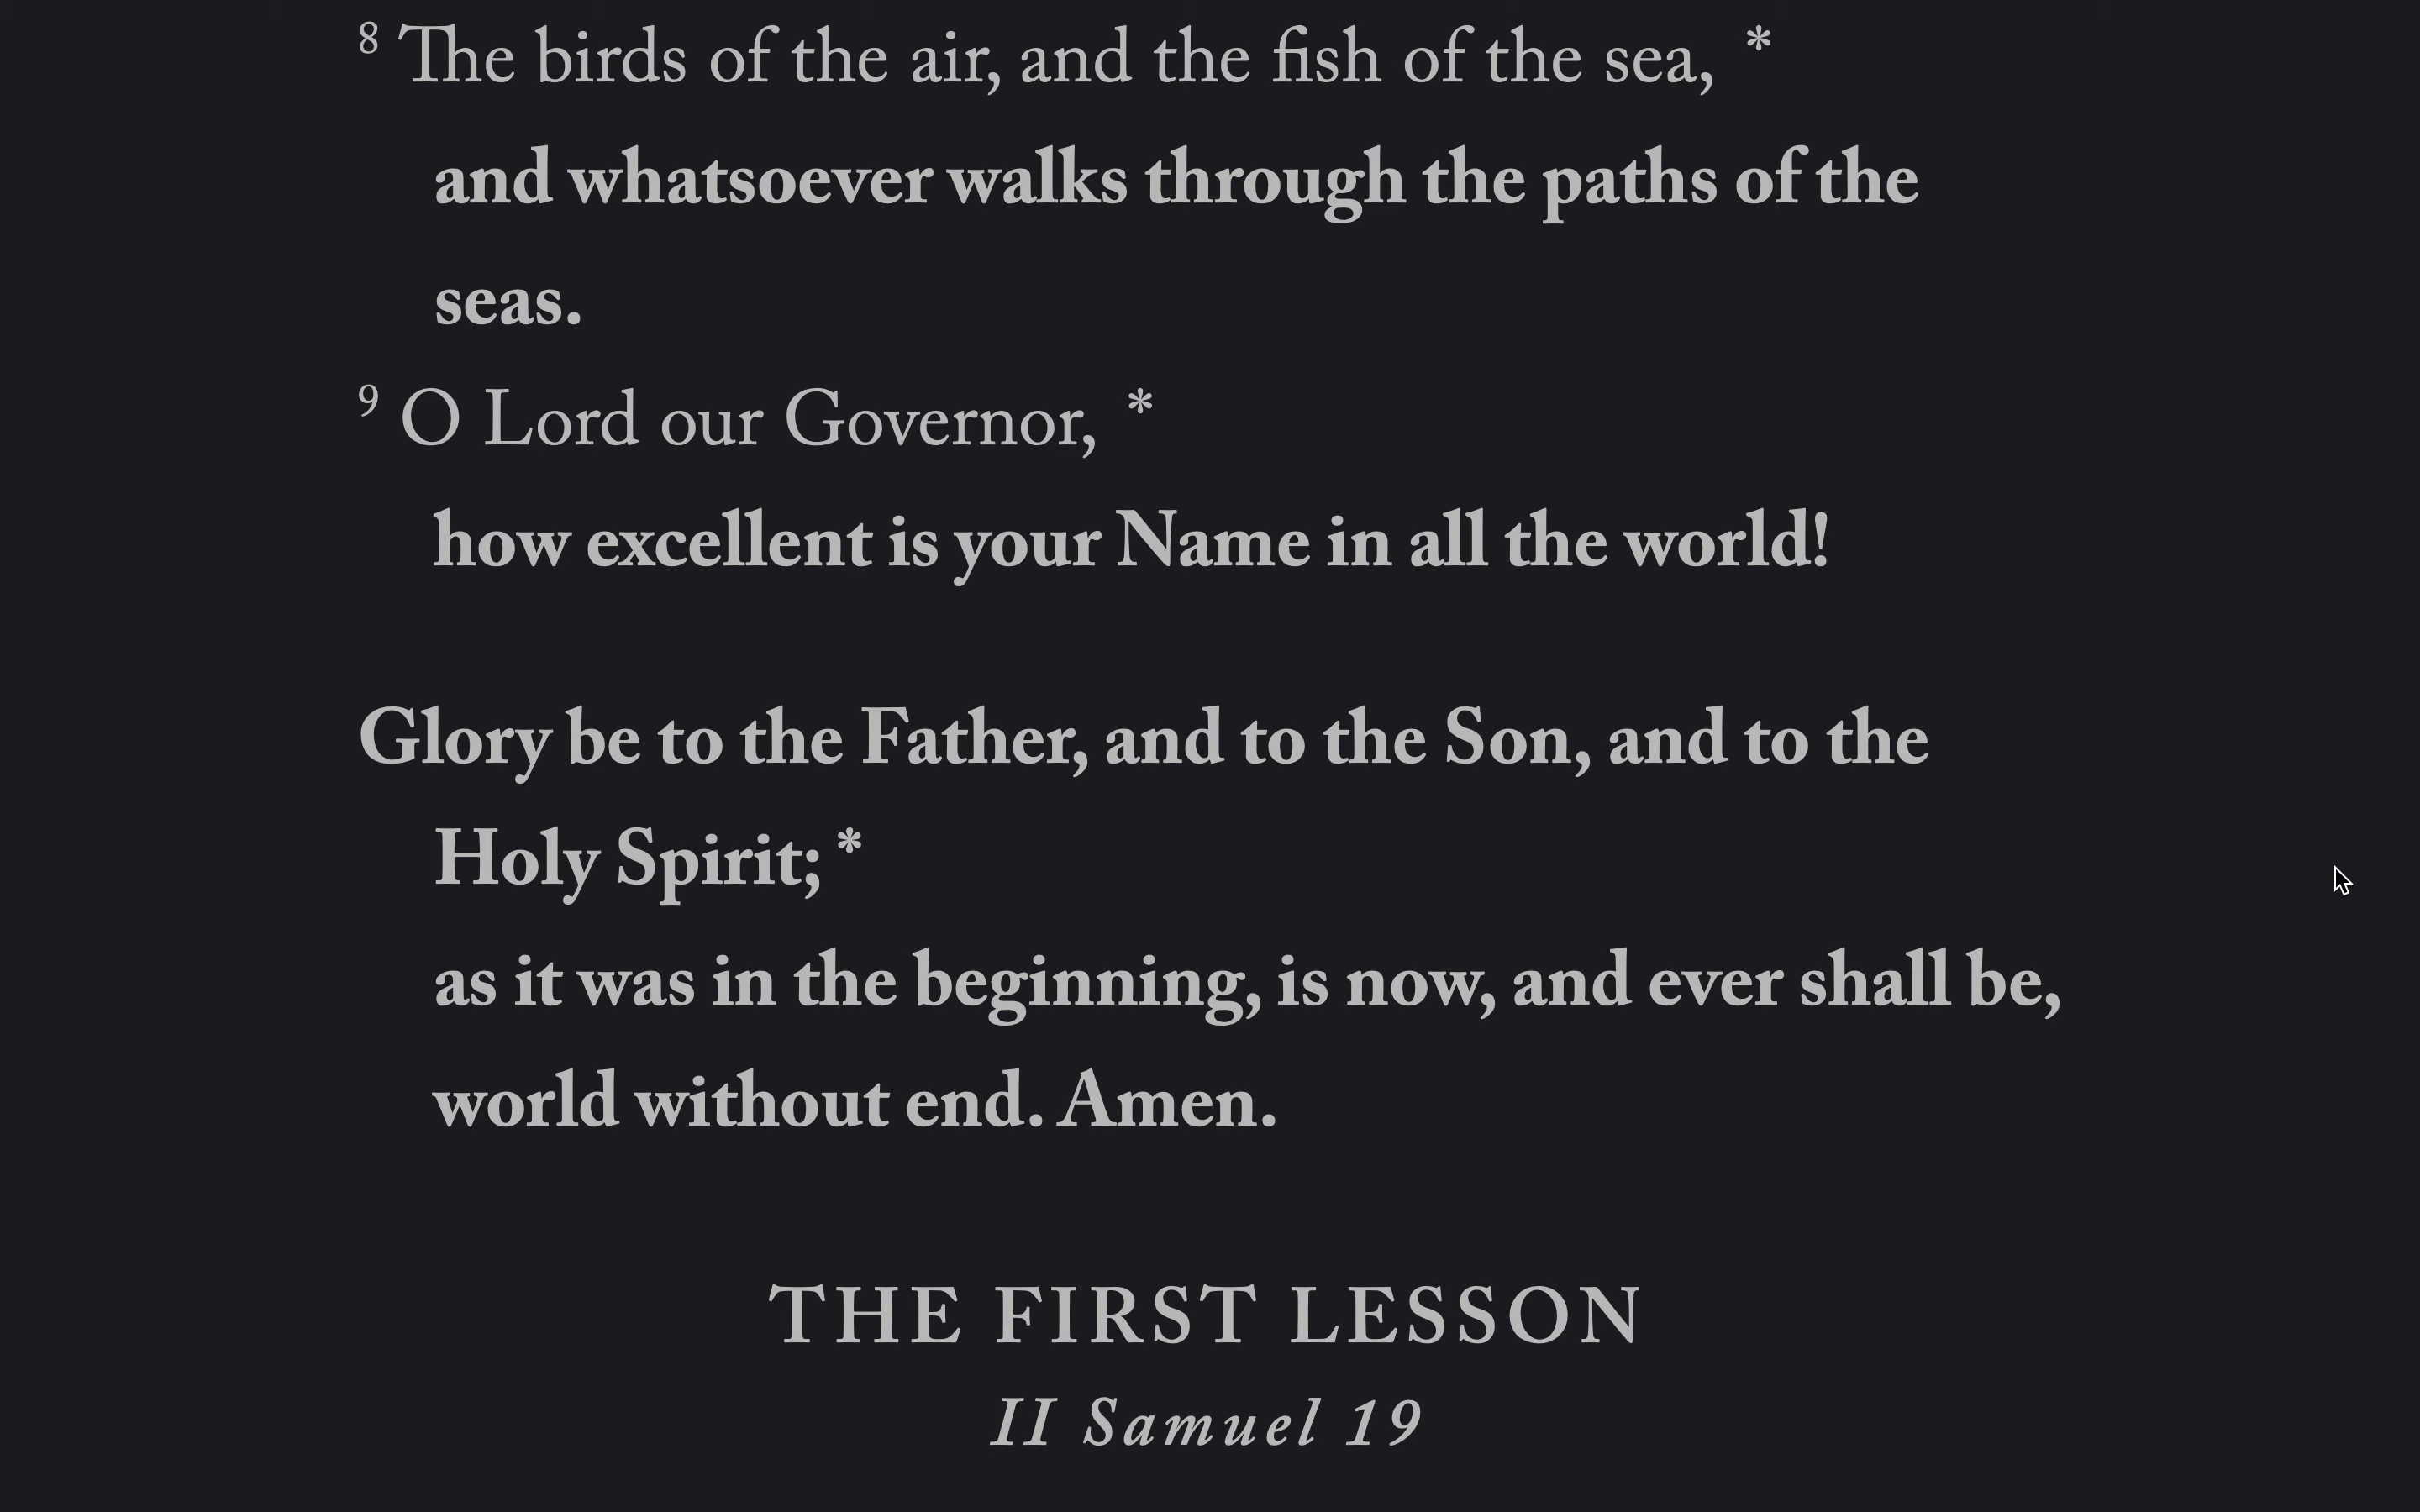 8 The birds of the air, and the fish of the sea, *
and whatsoever walks through the paths of the
seas.
9 O Lord our Governor, *
how excellent is your Name in all the world!
Glory be to the Father, and to the Son, and to the
Holy Spirit; *
as it was in the beginning, is now, and ever shall be,
world without end. Amen.
THE FIRST LESSON
II Samuel 19